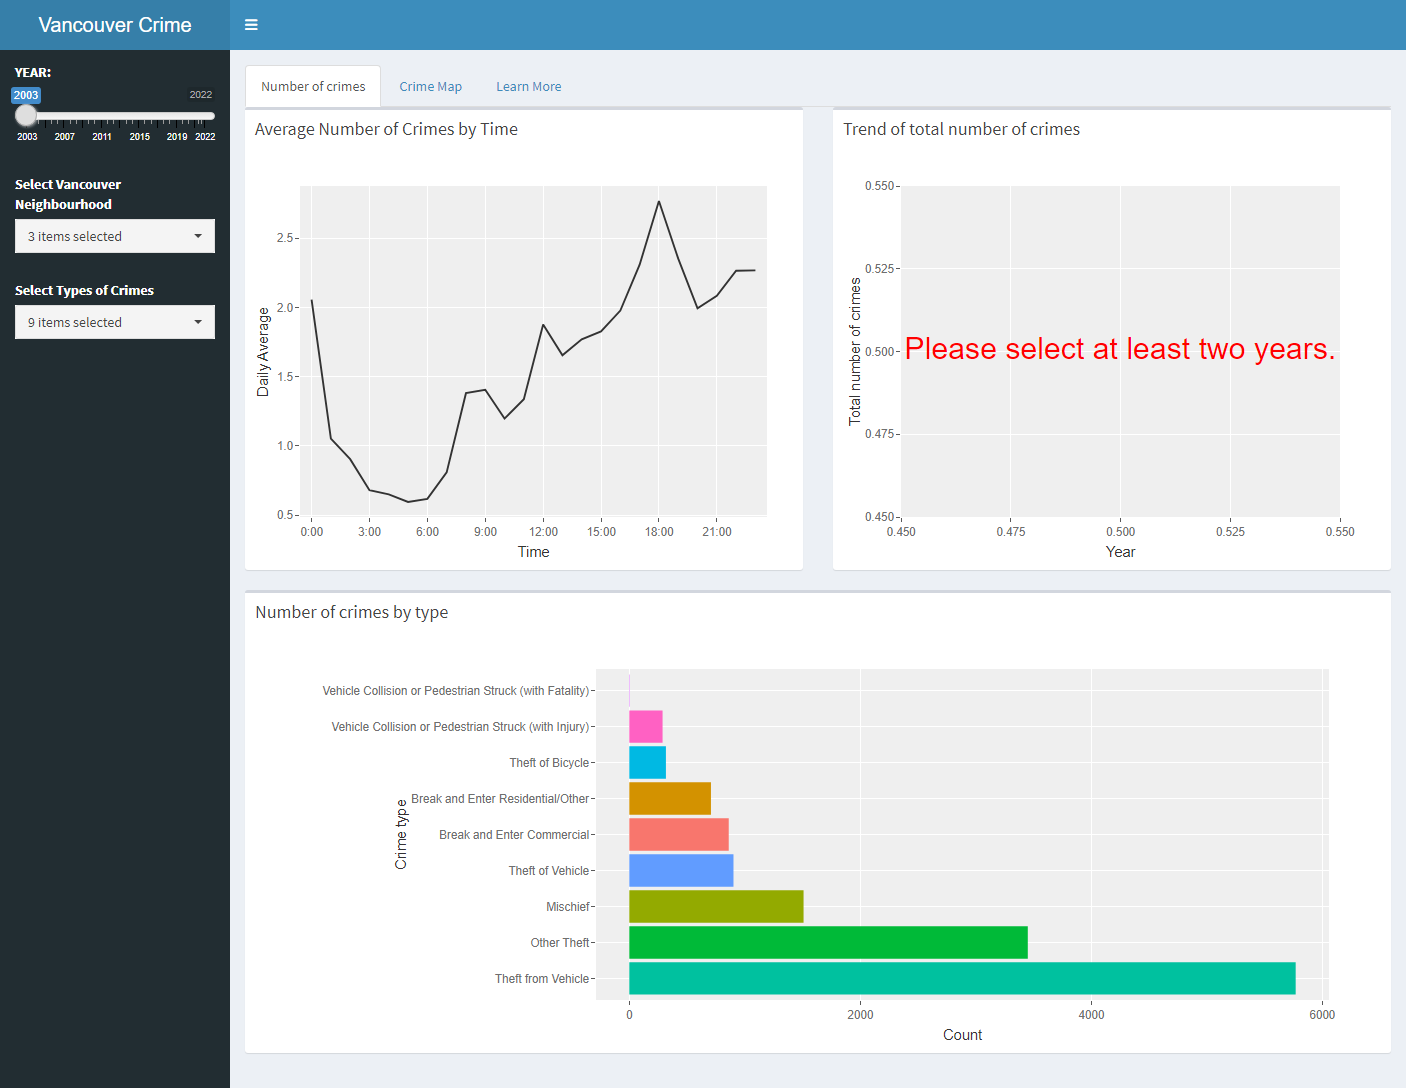 Vancouver Crime
YEAR:
2003
2022
2003 2007 2011 2015 2019 2022
Select Vancouver
Neighbourhood
3 items selected
Select Types of Crimes
9 items selected
Number of crimes
Crime Map
Learn More
Average Number of Crimes by Time
Daily Average
2.5
2.0
1.5
1.0
0.5
0:00 3:00 6:00 9:00 12:00 15:00 18:00 21:00
Time
Trend of total number of crimes
Total number of crimes
0.550
0.525
0.500
0.475
0.450
Please select at least two years.
0.450 0.475 0.500 0.525 0.550
Year
Number of crimes by type
Crime type
Vehicle Collision or Pedestrian Struck (with Fatality)
Vehicle Collision or Pedestrian Struck (with Injury)
Theft of Bicycle
Break and Enter Residential/Other
Break and Enter Commercial
Theft of Vehicle
Mischief
Other Theft
Theft from Vehicle
0 2000 4000 6000
Count